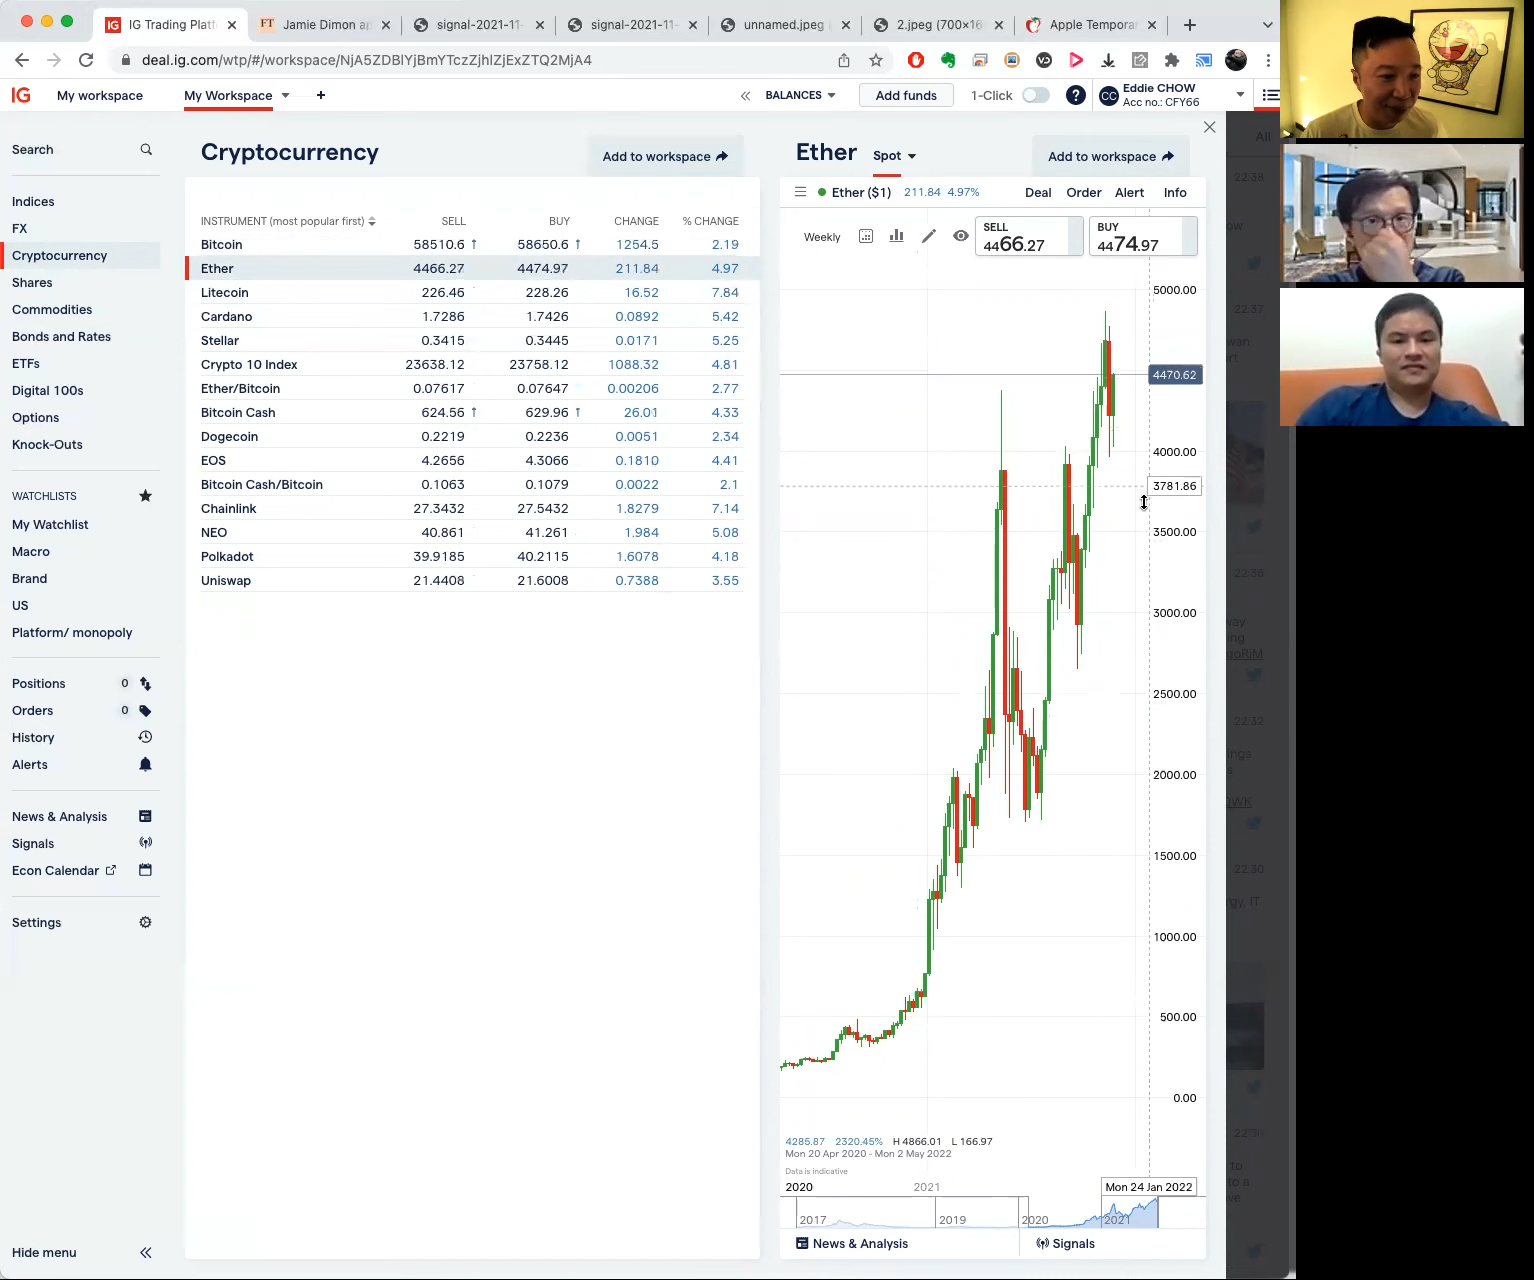 IG Trading Platf
FT Jamie Dimon ap
signal-2021-11-
signal-2021-11-
unnamed.jpeg
2.jpeg (700×16
Apple Tempora
deal.ig.com/wtp/#/workspace/NjA5ZDBlYjBmYTczZjhlZjExZTQ2MjA4
IG My workspace My Workspace + BALANCES Add funds 1-Click ? CC Eddie CHOW
Acc no.: CFY66
Search
Indices
FX
Cryptocurrency
Shares
Commodities
Bonds and Rates
ETFs
Digital 100s
Options
Knock-Outs
WATCHLISTS
My Watchlist
Macro
Brand
US
Platform/ monopoly
Positions 0
Orders 0
History
Alerts
News & Analysis
Signals
Econ Calendar
Settings
Hide menu
Cryptocurrency Add to workspace
INSTRUMENT (most popular first) SELL BUY CHANGE % CHANGE
Bitcoin 58510.6 ↑ 58650.6 ↑ 1254.5 2.19
Ether 4466.27 4474.97 211.84 4.97
Litecoin 226.46 228.26 16.52 7.84
Cardano 1.7286 1.7426 0.0892 5.42
Stellar 0.3415 0.3445 0.0171 5.25
Crypto 10 Index 23638.12 23758.12 1088.32 4.81
Ether/Bitcoin 0.07617 0.07647 0.00206 2.77
Bitcoin Cash 624.56 ↑ 629.96 ↑ 26.01 4.33
Dogecoin 0.2219 0.2236 0.0051 2.34
EOS 4.2656 4.3066 0.1810 4.41
Bitcoin Cash/Bitcoin 0.1063 0.1079 0.0022 2.1
Chainlink 27.3432 27.5432 1.8279 7.14
NEO 40.861 41.261 1.984 5.08
Polkadot 39.9185 40.2115 1.6078 4.18
Uniswap 21.4408 21.6008 0.7388 3.55
Ether Spot Add to workspace
Ether ($1) 211.84 4.97% Deal Order Alert Info
Weekly
SELL
4466.27
BUY
4474.97
5000.00
4470.62
4000.00
3781.86
3500.00
3000.00
2500.00
2000.00
1500.00
1000.00
500.00
0.00
4285.87 2320.45% H 4866.01 L 166.97
Mon 20 Apr 2020 - Mon 2 May 2022
Data is indicative
2020 2021 Mon 24 Jan 2022
2017 2019 2020 2021
News & Analysis Signals
All
22:38
22:37
22:36
22:32
22:30